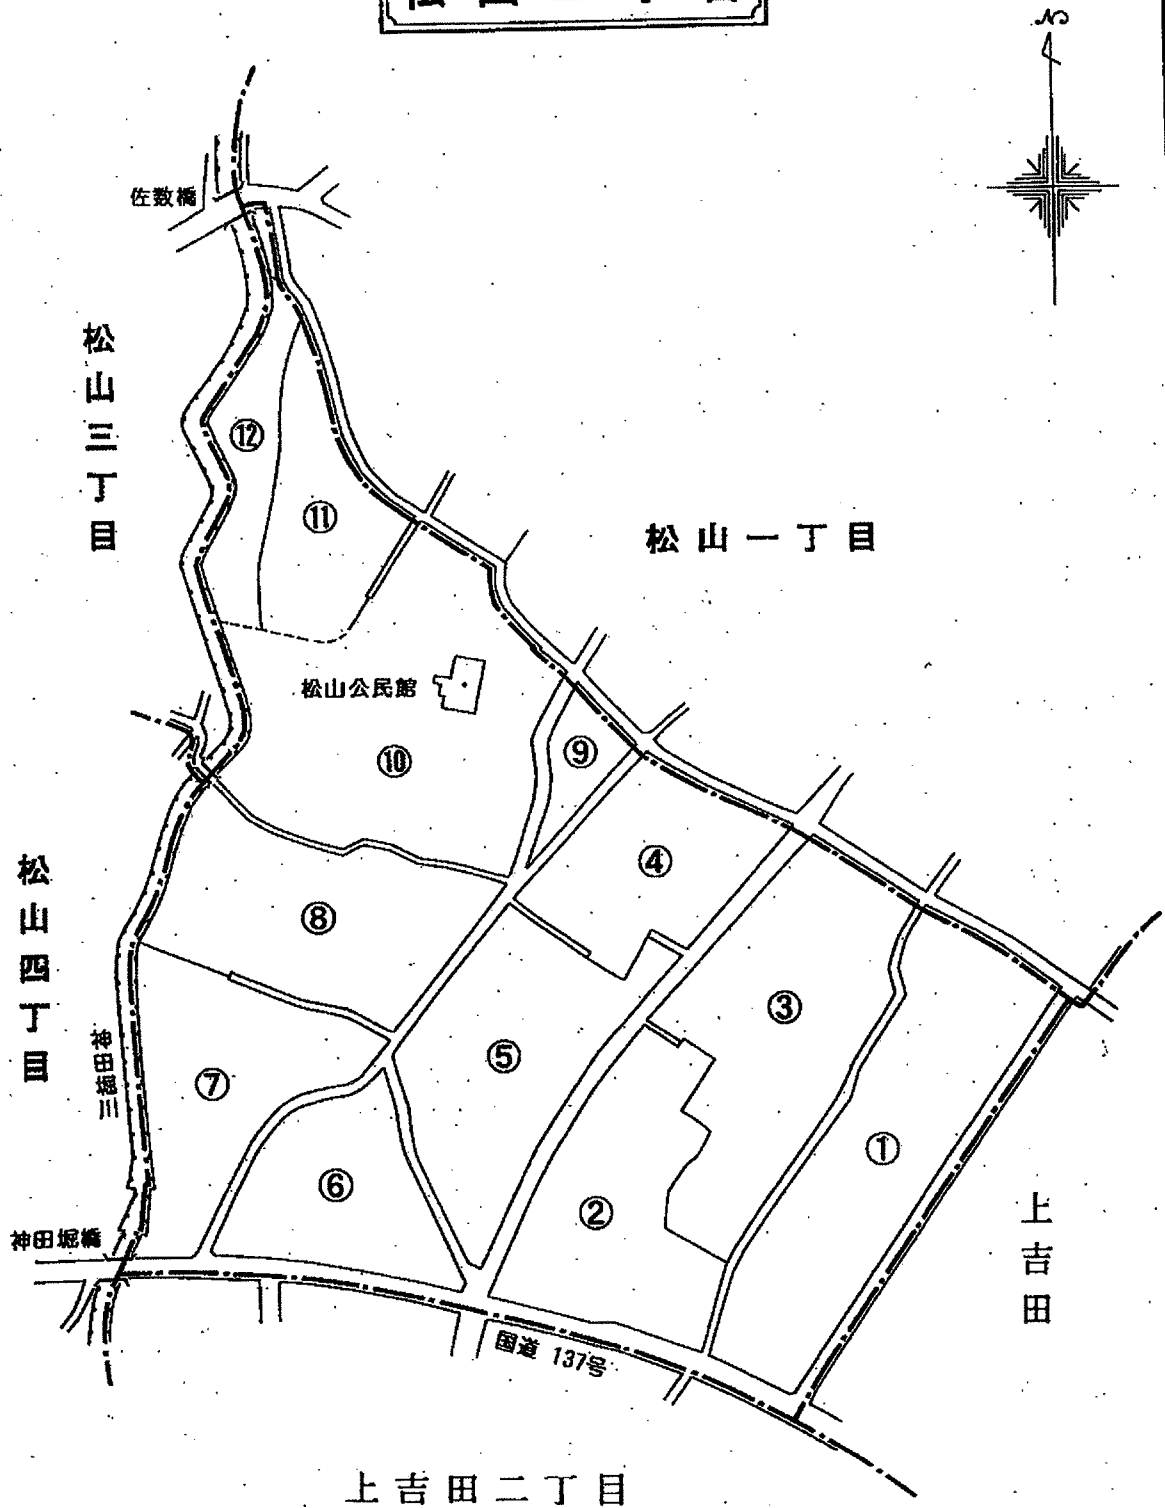 N
佐数橋
松山三丁目
⑫
⑪
松山一丁目
松山公民館
⑩
⑨
④
⑧
松山四丁目
③
神田堀川
⑤
⑦
①
⑥
②
上吉田
神田堀橋
国道 137号
上吉田二丁目